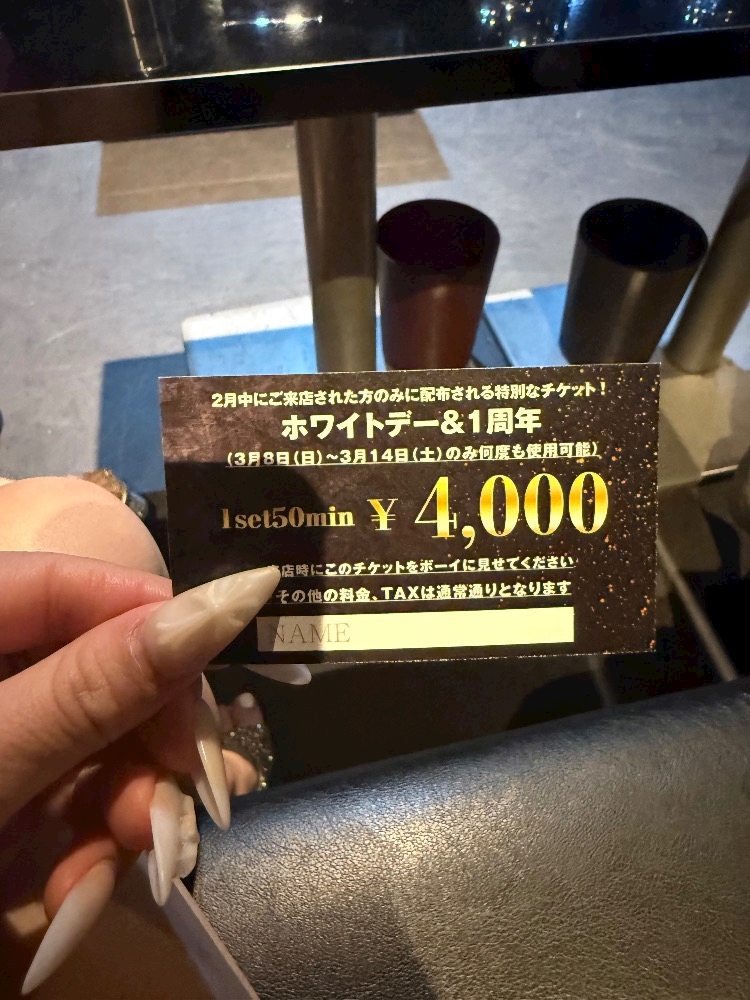 2月中にご来店された方のみに配布される特別なチケット！
ホワイトデー&1周年
（3月8日（日）～3月14日（土）のみ何度も使用可能）
1set50min ¥4,000
店時にこのチケットをボーイに見せてください
その他の料金、TAXは通常通りとなります
NAME